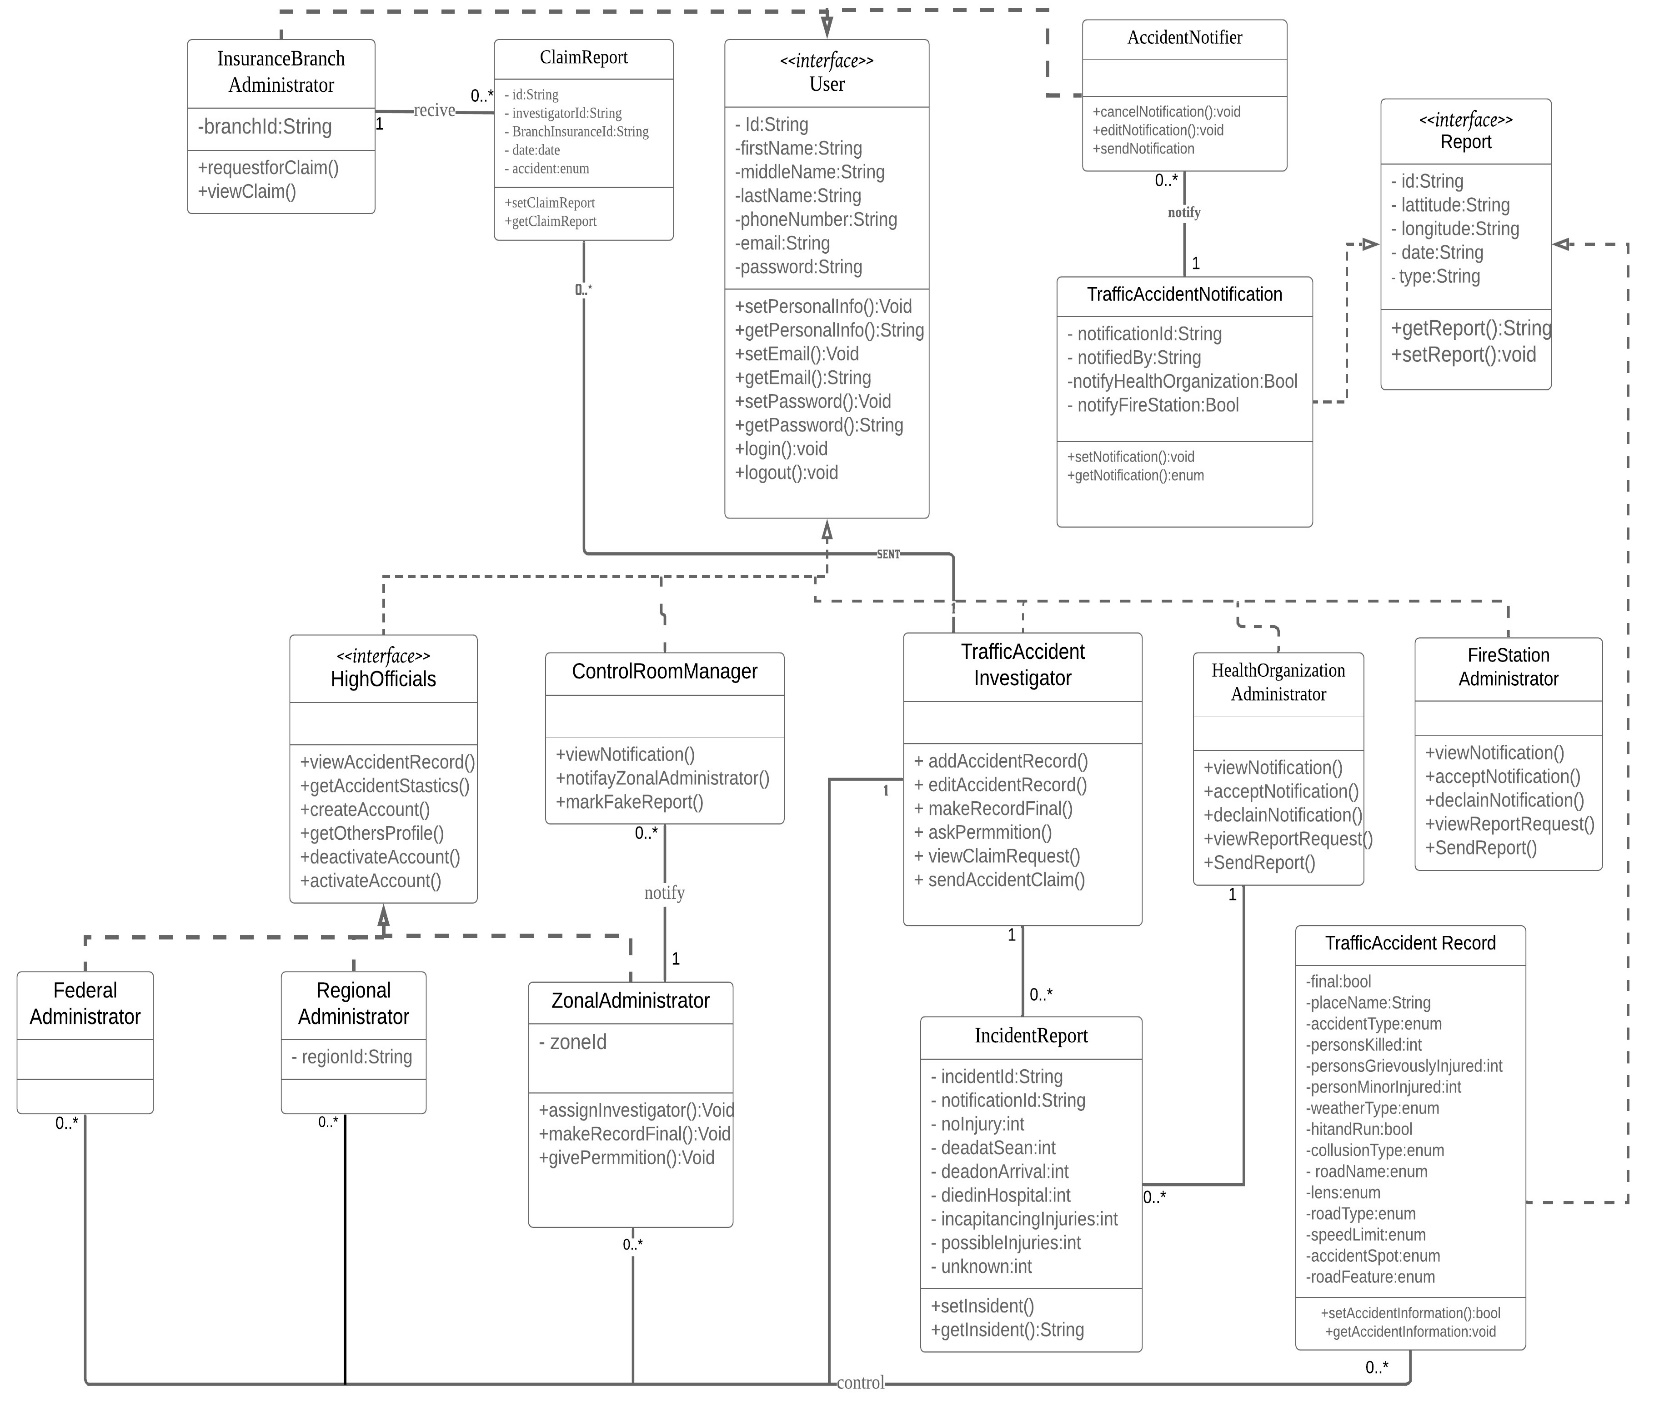 InsuranceBranch
Administrator
-branchId:String
+requestforClaim()
+viewClaim()
1
recive
0..*
ClaimReport
- id:String
- investigatorId:String
- BranchInsuranceId:String
- date:date
- accident:enum
+setClaimReport
+getClaimReport
0..*
SENT
<<interface>>
User
- Id:String
-firstName:String
-middleName:String
-lastName:String
-phoneNumber:String
-email:String
-password:String
+setPersonalInfo():Void
+getPersonalInfo():String
+setEmail():Void
+getEmail():String
+setPassword():Void
+getPassword():String
+login():void
+logout():void
AccidentNotifier
+cancelNotification():void
+editNotification():void
+sendNotification
0..*
notify
1
TrafficAccidentNotification
- notificationId:String
- notifiedBy:String
-notifyHealthOrganization:Bool
- notifyFireStation:Bool
+setNotification():void
+getNotification():enum
<<interface>>
Report
- id:String
- lattitude:String
- longitude:String
- date:String
- type:String
+getReport():String
+setReport():void
<<interface>>
HighOfficials
+viewAccidentRecord()
+getAccidentStastics()
+createAccount()
+getOthersProfile()
+deactivateAccount()
+activateAccount()
ControlRoomManager
+viewNotification()
+notifayZonalAdministrator()
+markFakeReport()
0..*
notify
1
TrafficAccident
Investigator
+ addAccidentRecord()
+ editAccidentRecord()
+ makeRecordFinal()
+ askPermmition()
+ viewClaimRequest()
+ sendAccidentClaim()
1
1
0..*
HealthOrganization
Administrator
+viewNotification()
+acceptNotification()
+declainNotification()
+viewReportRequest()
+SendReport()
1
0..*
FireStation
Administrator
+viewNotification()
+acceptNotification()
+declainNotification()
+viewReportRequest()
+SendReport()
Federal
Administrator
0..*
Regional
Administrator
- regionId:String
0..*
ZonalAdministrator
- zoneId
+assignInvestigator():Void
+makeRecordFinal():Void
+givePermmition():Void
0..*
IncidentReport
- incidentId:String
- notificationId:String
- noInjury:int
- deadatSean:int
- deadonArrival:int
- diedinHospital:int
- incapitancingInjuries:int
- possibleInjuries:int
- unknown:int
+setInsident()
+getInsident():String
TrafficAccident Record
-final:bool
-placeName:String
-accidentType:enum
-personsKilled:int
-personsGrievouslyInjured:int
-personMinorInjured:int
-weatherType:enum
-hitandRun:bool
-collusionType:enum
- roadName:enum
-lens:enum
-roadType:enum
-speedLimit:enum
-accidentSpot:enum
-roadFeature:enum
+setAccidentInformation():bool
+getAccidentInformation:void
0..*
control